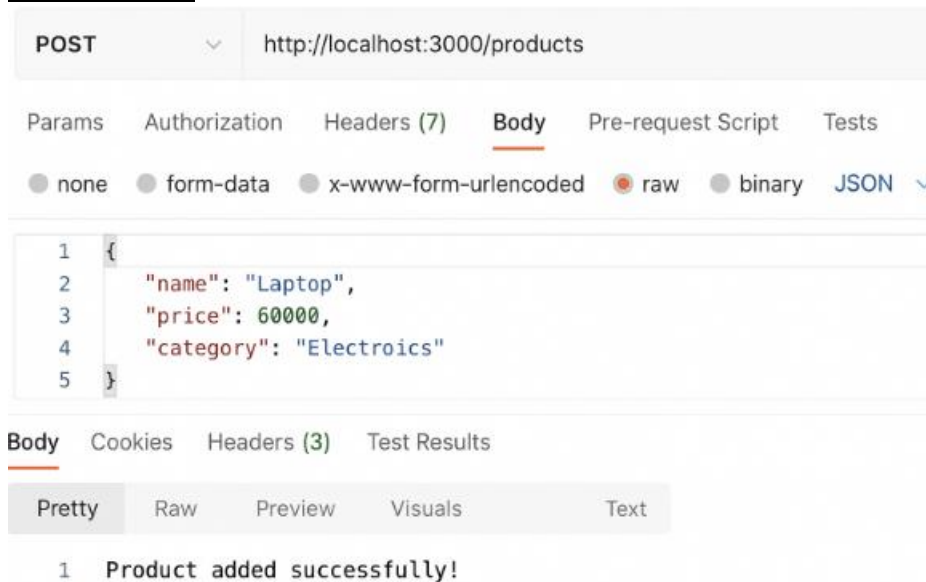 POST http://localhost:3000/products
Params Authorization Headers (7) Body Pre-request Script Tests
none form-data x-www-form-urlencoded raw binary JSON
1 {
2 "name": "Laptop",
3 "price": 60000,
4 "category": "Electroics"
5 }
Body Cookies Headers (3) Test Results
Pretty Raw Preview Visuals Text
1 Product added successfully!